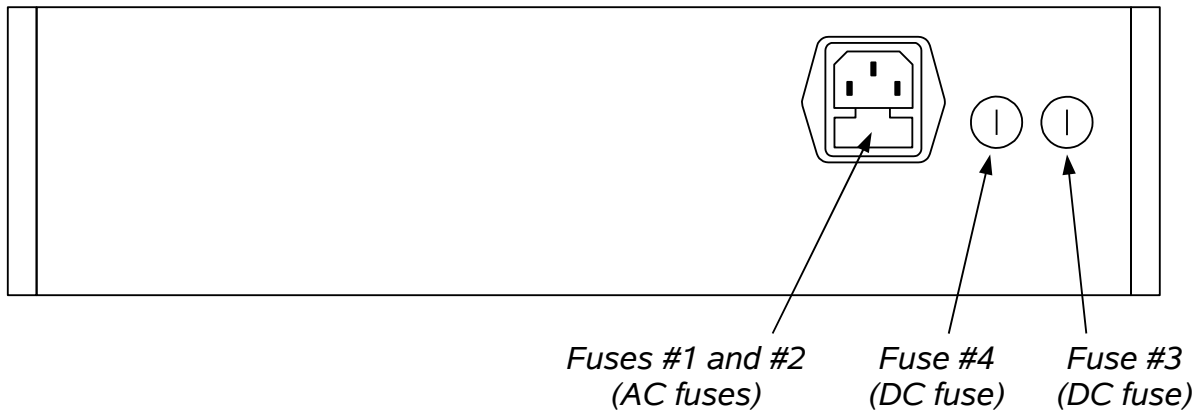 Fuses #1 and #2
(AC fuses)
Fuse #4
(DC fuse)
Fuse #3
(DC fuse)